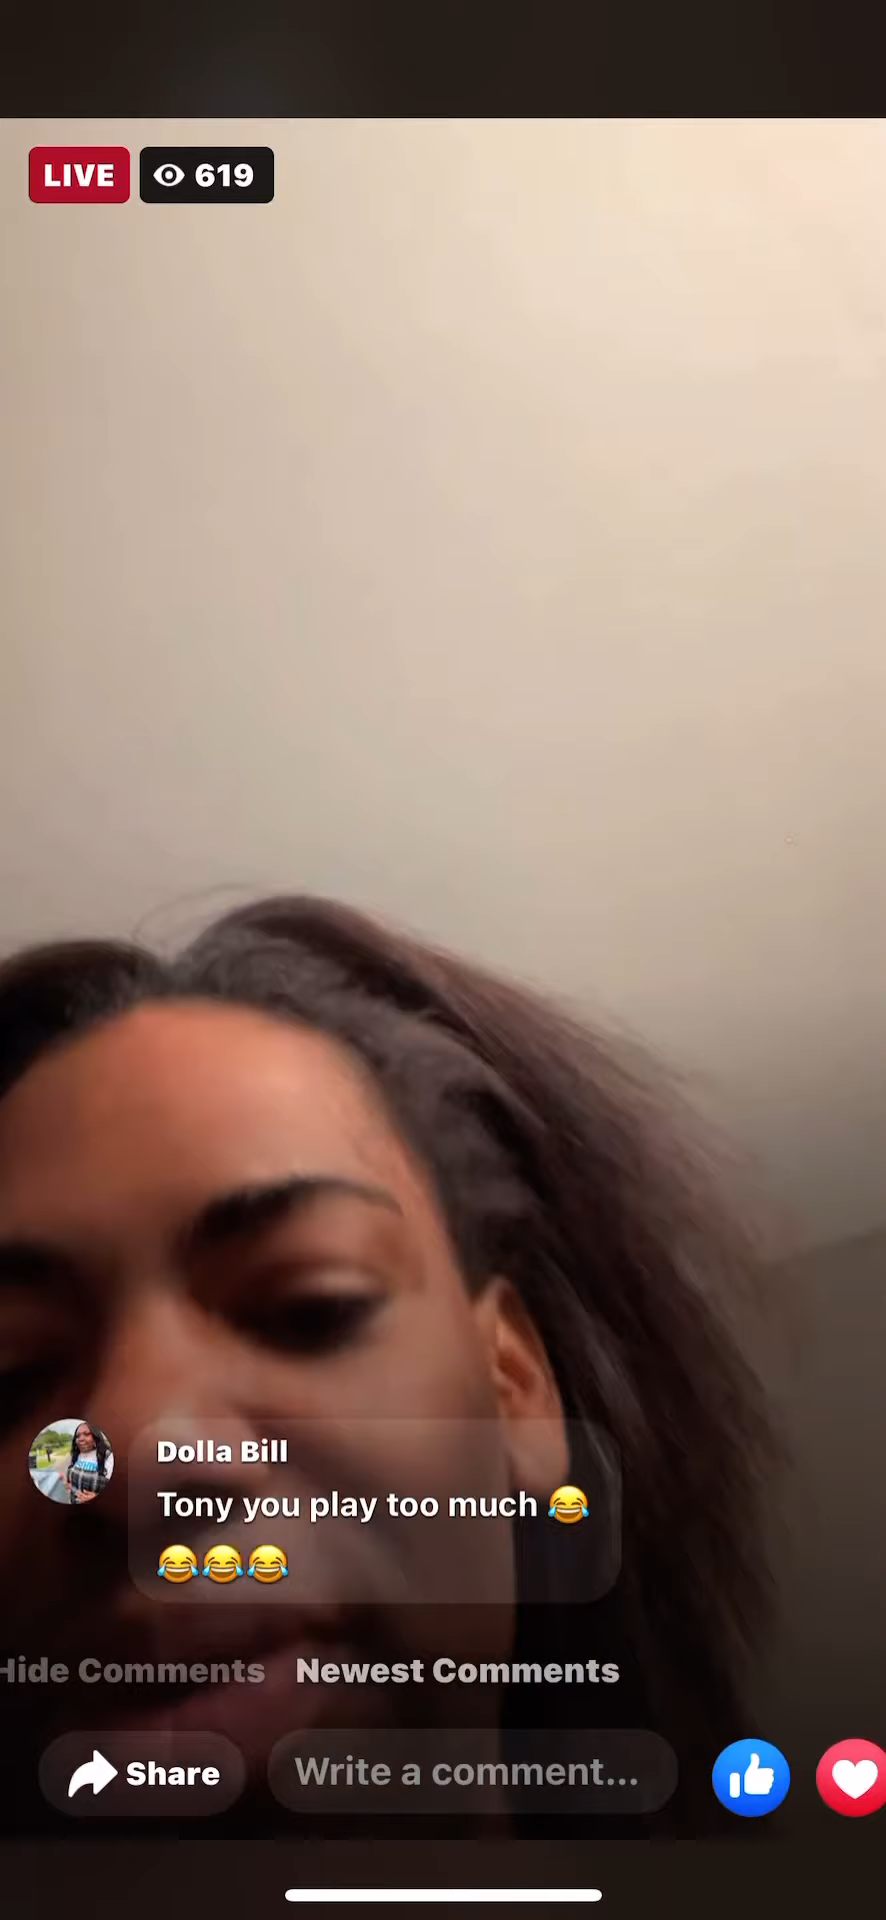 LIVE 619
Dolla Bill
Tony you play too much 😂
😂😂😂
Hide Comments Newest Comments
Share Write a comment...